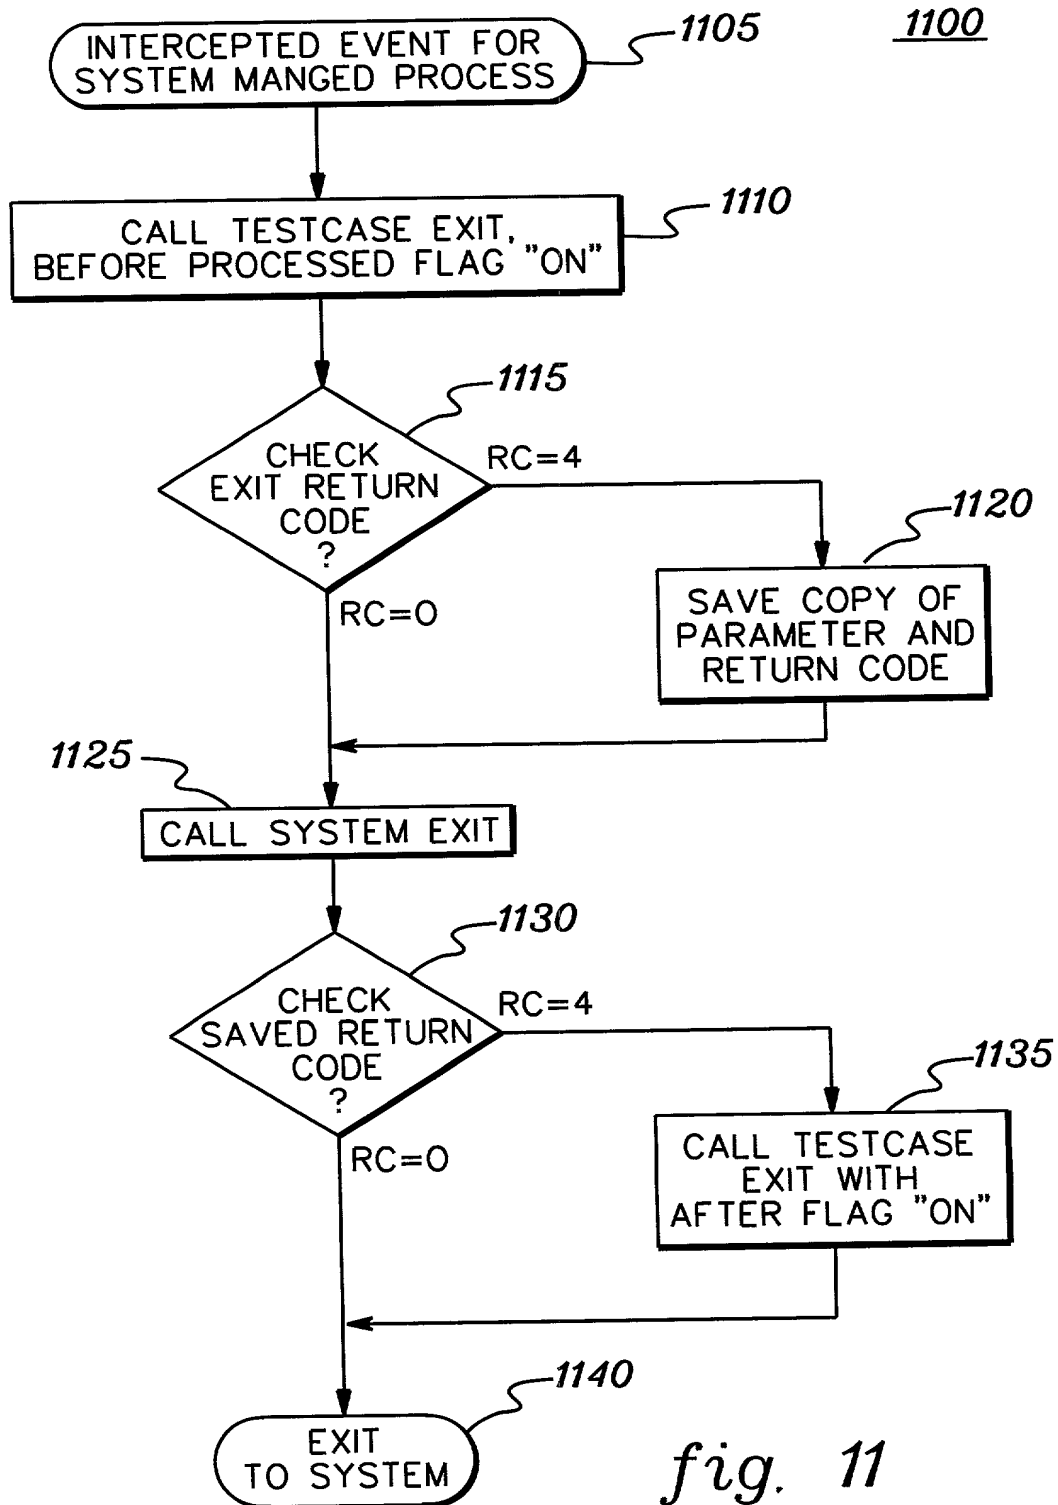 1100
INTERCEPTED EVENT FOR
SYSTEM MANGED PROCESS
1105
CALL TESTCASE EXIT,
BEFORE PROCESSED FLAG "ON"
1110
CHECK
EXIT RETURN
CODE
?
1115
RC=4
RC=0
SAVE COPY OF
PARAMETER AND
RETURN CODE
1120
1125
CALL SYSTEM EXIT
CHECK
SAVED RETURN
CODE
?
1130
RC=4
RC=0
CALL TESTCASE
EXIT WITH
AFTER FLAG "ON"
1135
EXIT
TO SYSTEM
1140
fig. 11